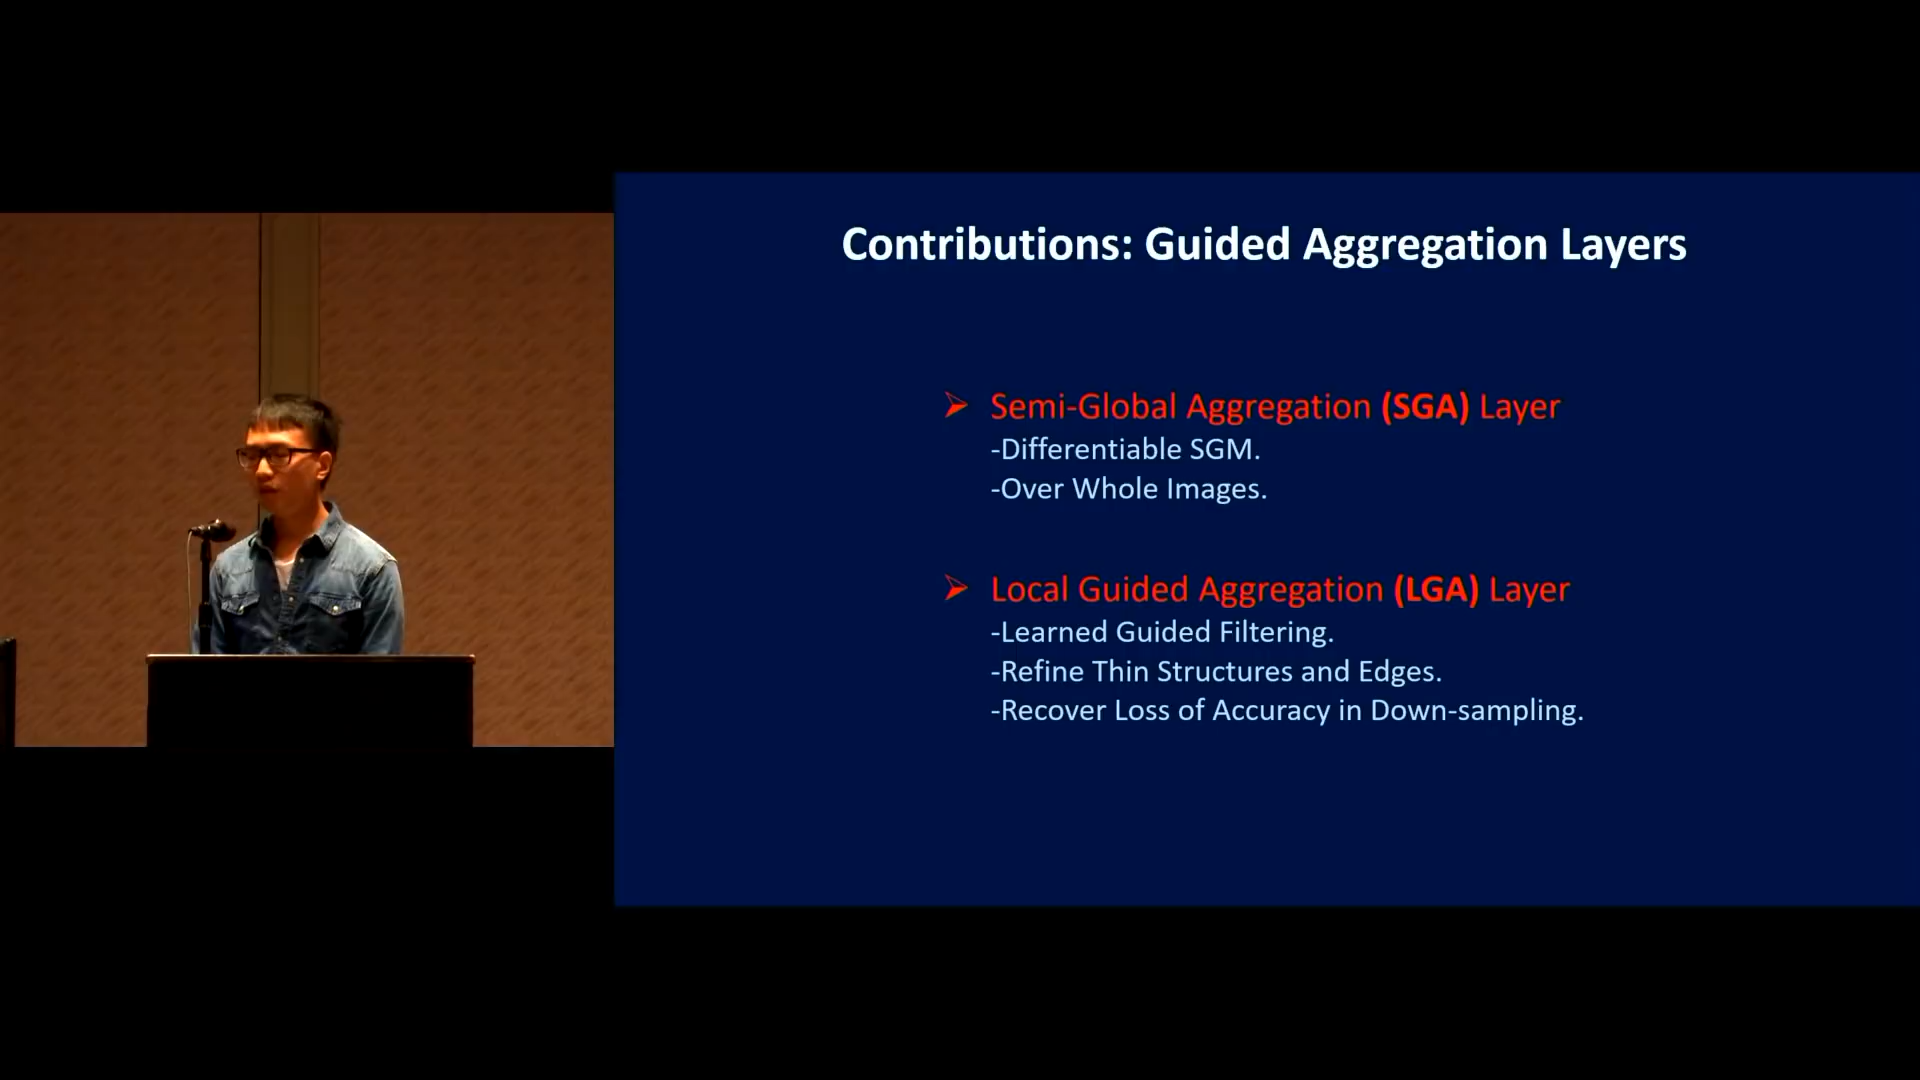 Contributions: Guided Aggregation Layers
Semi-Global Aggregation (SGA) Layer
-Differentiable SGM.
-Over Whole Images.
Local Guided Aggregation (LGA) Layer
-Learned Guided Filtering.
-Refine Thin Structures and Edges.
-Recover Loss of Accuracy in Down-sampling.